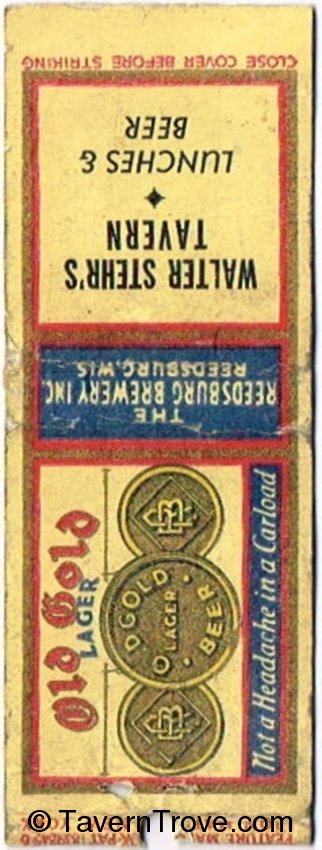 CLOSE COVER BEFORE STRIKING
WALTER STEHR'S
TAVERN
LUNCHES &
BEER
THE
REEDSBURG BREWERY INC.
REEDSBURG, WIS
Old Gold
LAGER
OLD GOLD
LAGER
BEER
Not a Headache in a Carload
FEATURE
© TavernTrove.com